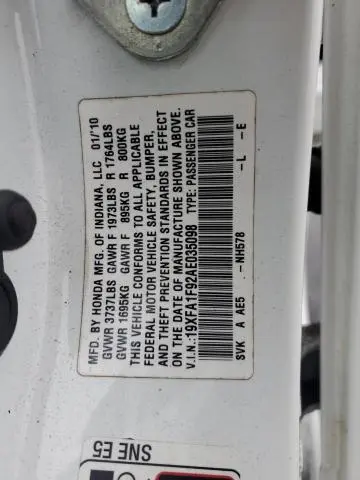 MFD. BY HONDA MFG. OF INDIANA, LLC 01/10
GVWR 3737LBS GAWR F 1973LBS R 1764LBS
GVWR 1695KG GAWR F 895KG R 800KG
THIS VEHICLE CONFORMS TO ALL APPLICABLE
FEDERAL MOTOR VEHICLE SAFETY, BUMPER,
AND THEFT PREVENTION STANDARDS IN EFFECT
ON THE DATE OF MANUFACTURE SHOWN ABOVE.
V.I.N.: 19XFA1F92AE035098 TYPE: PASSENGER CAR
SVK A AE5 -NH578 -L -E
SNE E5